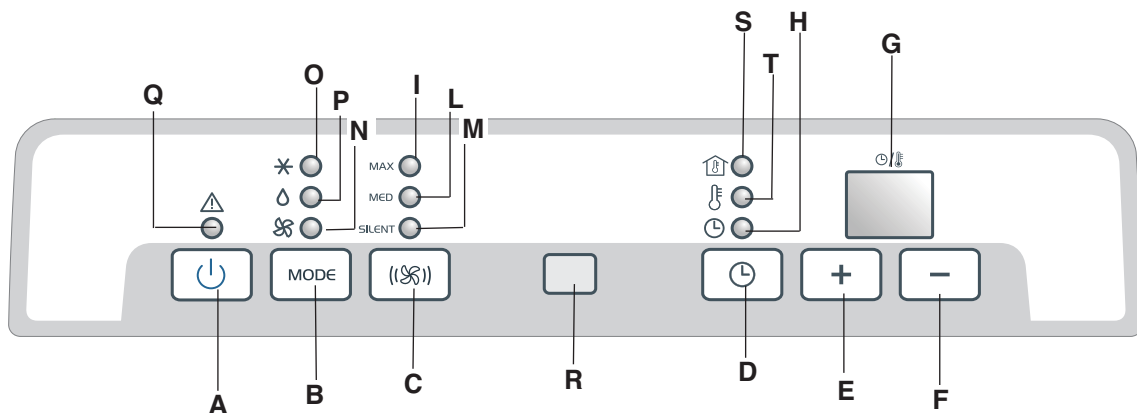 S H
G
O I T
Q P L
N M
MAX
MED
SILENT
MODE
+ −
R
A B C D E F